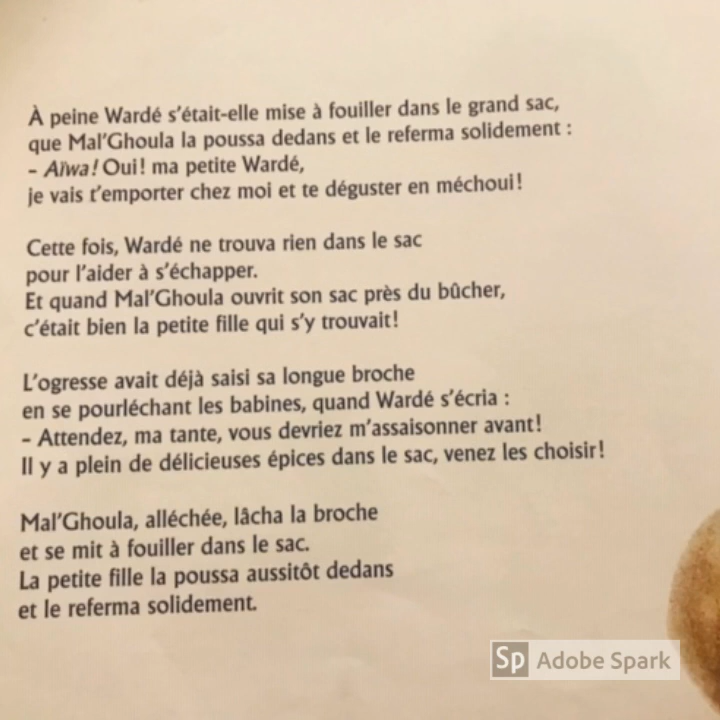 À peine Wardé s'était-elle mise à fouiller dans le grand sac,
que Mal'Ghoula la poussa dedans et le referma solidement :
– Aïwa! Oui! ma petite Wardé,
je vais t'emporter chez moi et te déguster en méchoui!
Cette fois, Wardé ne trouva rien dans le sac
pour l'aider à s'échapper.
Et quand Mal'Ghoula ouvrit son sac près du bûcher,
c'était bien la petite fille qui s'y trouvait!
L'ogresse avait déjà saisi sa longue broche
en se pourléchant les babines, quand Wardé s'écria :
– Attendez, ma tante, vous devriez m'assaisonner avant!
Il y a plein de délicieuses épices dans le sac, venez les choisir!
Mal'Ghoula, alléchée, lâcha la broche
et se mit à fouiller dans le sac.
La petite fille la poussa aussitôt dedans
et le referma solidement.
Sp Adobe Spark